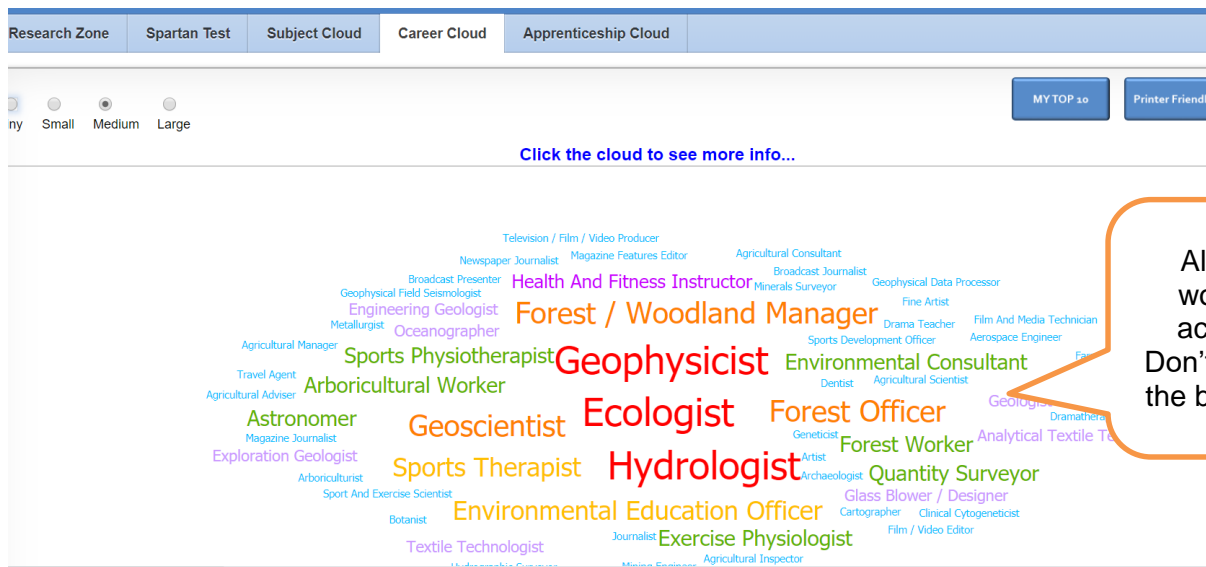 Research Zone Spartan Test Subject Cloud Career Cloud Apprenticeship Cloud
MY TOP 10
Small Medium Large
Click the cloud to see more info...
Television / Film / Video Producer
Newspaper Journalist Magazine Features Editor Agricultural Consultant
Broadcast Presenter Health And Fitness Instructor Broadcast Journalist
Minerals Surveyor Geophysical Data Processor
Geophysical Field Seismologist
Engineering Geologist Forest / Woodland Manager Fine Artist
Metallurgist Oceanographer Drama Teacher Film And Media Technician
Agricultural Manager Sports Physiotherapist Geophysicist Sports Development Officer Aerospace Engineer
Environmental Consultant
Travel Agent Arboricultural Worker Dentist Agricultural Scientist
Agricultural Adviser
Astronomer Geoscientist Ecologist Forest Officer
Magazine Journalist Geneticist Forest Worker Analytical Textile
Exploration Geologist Sports Therapist Hydrologist Artist
Arboriculturist Archaeologist Quantity Surveyor
Sport And Exercise Scientist Glass Blower / Designer
Botanist Environmental Education Officer Cartographer Clinical Cytogeneticist
Textile Technologist Journalist Exercise Physiologist Film / Video Editor
Agricultural Inspector
Don't
the